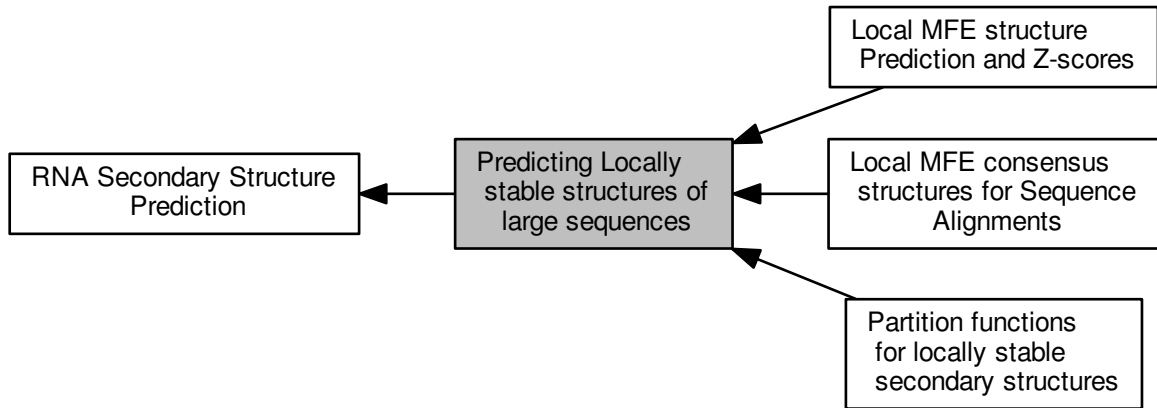 RNA Secondary Structure
Prediction
Predicting Locally
stable structures of
large sequences
Local MFE structure
Prediction and Z-scores
Local MFE consensus
structures for Sequence
Alignments
Partition functions
for locally stable
secondary structures